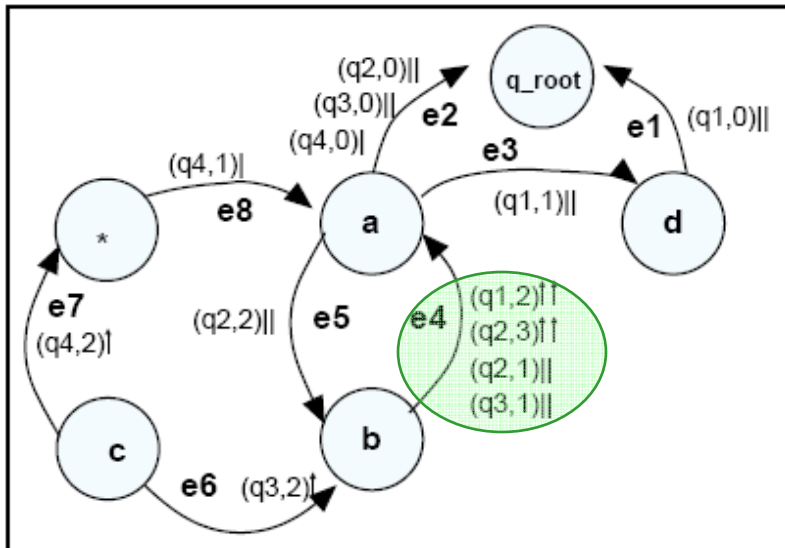 (q2,0)||
(q3,0)||
(q4,0)|
e2
q_root
e1
(q1,0)||
e3
(q4,1)|
e8
(q1,1)||
*
a
d
e7
(q4,2)↑
(q2,2)||
e5
e4
(q1,2)↑↑
(q2,3)↑↑
(q2,1)||
(q3,1)||
c
b
e6
(q3,2)↑